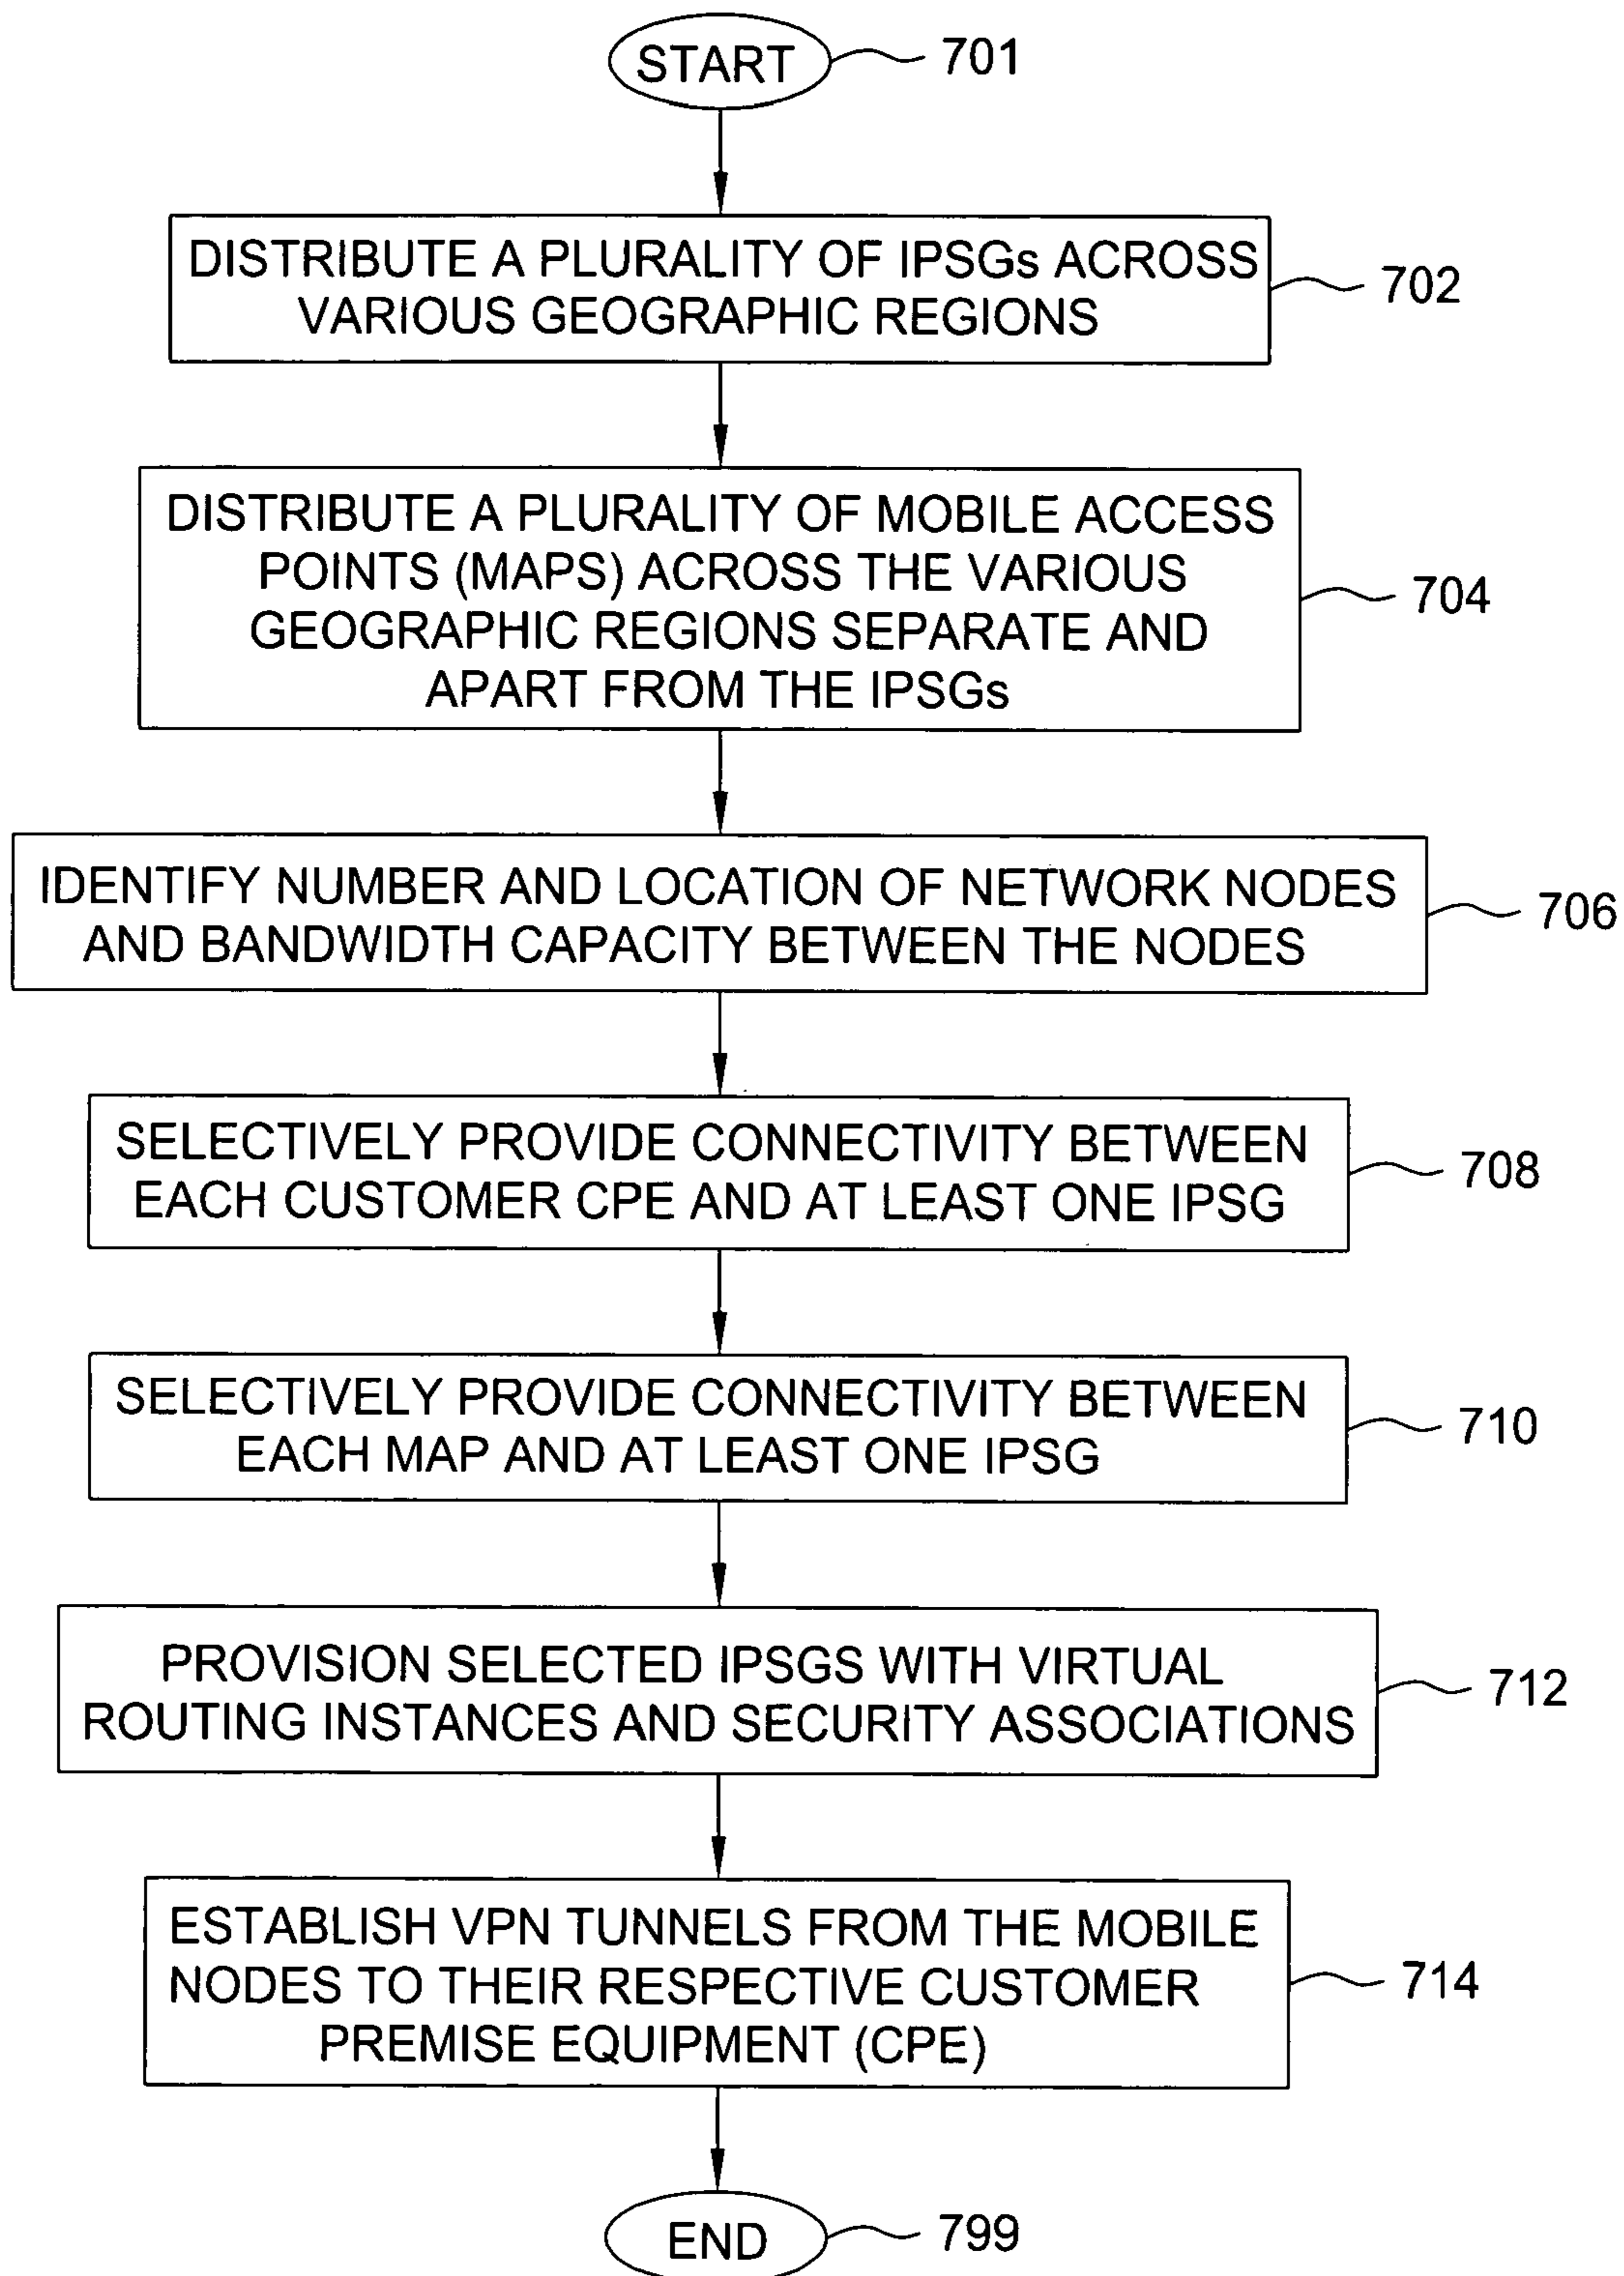 START
701
DISTRIBUTE A PLURALITY OF IPSGs ACROSS
VARIOUS GEOGRAPHIC REGIONS
702
DISTRIBUTE A PLURALITY OF MOBILE ACCESS
POINTS (MAPS) ACROSS THE VARIOUS
GEOGRAPHIC REGIONS SEPARATE AND
APART FROM THE IPSGs
704
IDENTIFY NUMBER AND LOCATION OF NETWORK NODES
AND BANDWIDTH CAPACITY BETWEEN THE NODES
706
SELECTIVELY PROVIDE CONNECTIVITY BETWEEN
EACH CUSTOMER CPE AND AT LEAST ONE IPSG
708
SELECTIVELY PROVIDE CONNECTIVITY BETWEEN
EACH MAP AND AT LEAST ONE IPSG
710
PROVISION SELECTED IPSGS WITH VIRTUAL
ROUTING INSTANCES AND SECURITY ASSOCIATIONS
712
ESTABLISH VPN TUNNELS FROM THE MOBILE
NODES TO THEIR RESPECTIVE CUSTOMER
PREMISE EQUIPMENT (CPE)
714
END
799